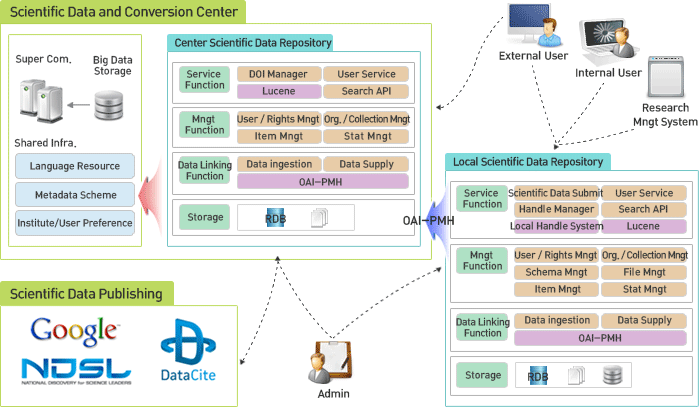 Scientific Data and Conversion Center
Super Com.
Big Data
Storage
Shared Infra.
Language Resource
Metadata Scheme
Institute/User Preference
Center Scientific Data Repository
Service
Function
DOI Manager
User Service
Lucene
Search API
Mngt
Function
User / Rights Mngt
Org. / Collection Mngt
Item Mngt
Stat Mngt
Data Linking
Function
Data ingestion
Data Supply
OAI-PMH
Storage
RDB
OAI-PMH
External User
Internal User
Research
Mngt System
Local Scientific Data Repository
Service
Function
Scientific Data Submit
User Service
Handle Manager
Search API
Local Handle System
Lucene
Mngt
Function
User / Rights Mngt
Org. / Collection Mngt
Schema Mngt
File Mngt
Item Mngt
Stat Mngt
Data Linking
Function
Data ingestion
Data Supply
OAI-PMH
Storage
RDB
Scientific Data Publishing
Google
NDSL
NATIONAL DISCOVERY for SCIENCE LEADERS
DataCite
Admin